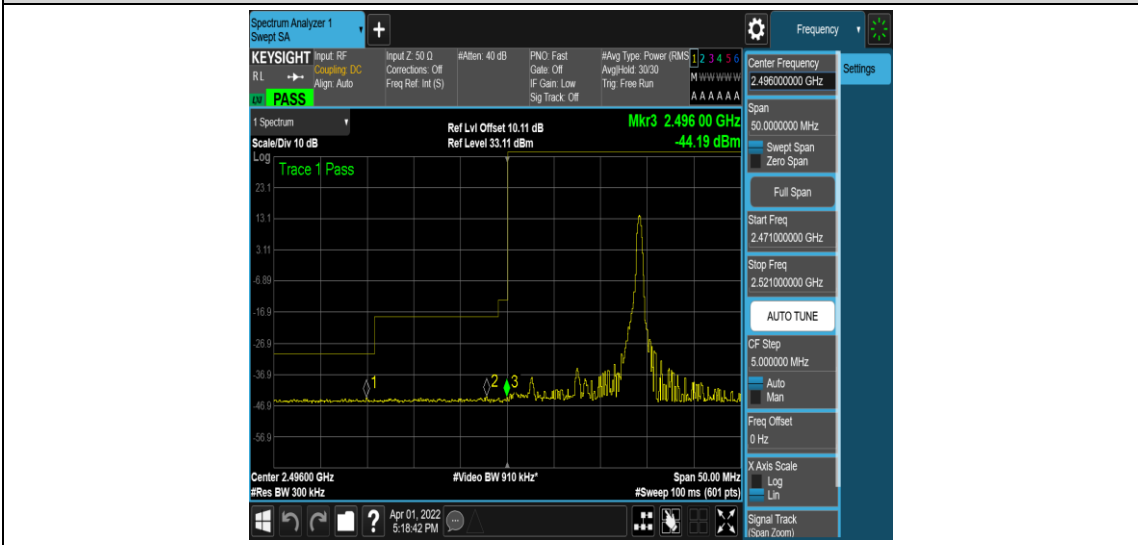 Spectrum Analyzer 1
Swept SA
+
Frequency
KEYSIGHT
R L
LXI
PASS
Input: RF
Coupling: DC
Align: Auto
Input Z: 50 Ω
Corrections: Off
Freq Ref: Int (S)
#Atten: 40 dB
PNO: Fast
Gate: Off
IF Gain: Low
Sig Track: Off
#Avg Type: Power (RMS
Avg|Hold: 30/30
Trig: Free Run
1 2 3 4 5 6
M W W W W W
A A A A A A
1 Spectrum
Scale/Div 10 dB
Ref Lvl Offset 10.11 dB
Ref Level 33.11 dBm
Mkr3 2.496 00 GHz
-44.19 dBm
Log
Trace 1 Pass
23.1
13.1
3.11
-6.89
-16.9
-26.9
-36.9
-46.9
-56.9
1
2
3
Center 2.49600 GHz
#Res BW 300 kHz
#Video BW 910 kHz*
Span 50.00 MHz
#Sweep 100 ms (601 pts)
Center Frequency
2.496000000 GHz
Settings
Span
50.0000000 MHz
Swept Span
Zero Span
Full Span
Start Freq
2.471000000 GHz
Stop Freq
2.521000000 GHz
AUTO TUNE
CF Step
5.000000 MHz
Auto
Man
Freq Offset
0 Hz
X Axis Scale
Log
Lin
Signal Track
(Span Zoom)
?
Apr 01, 2022
5:18:42 PM